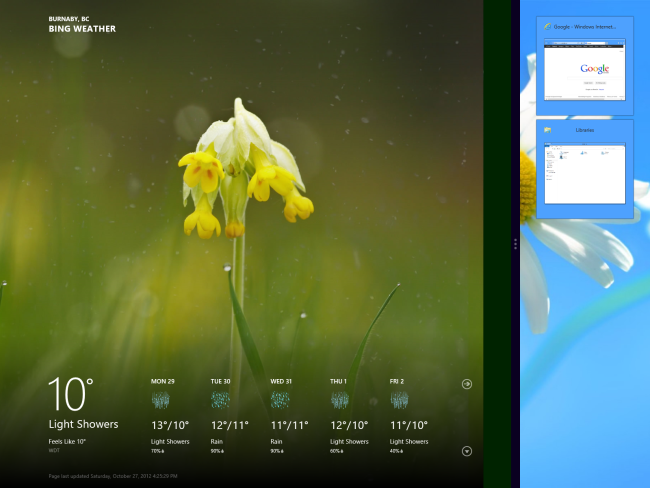 BURNABY, BC
BING WEATHER
10°
Light Showers
Feels Like 10°
WDT
MON 29
13°/10°
Light Showers
70%
TUE 30
12°/11°
Rain
90%
WED 31
11°/11°
Rain
90%
THU 1
12°/10°
Light Showers
60%
FRI 2
11°/10°
Light Showers
40%
Page last updated Saturday, October 27, 2012 4:25:29 PM
Google - Windows Internet...
Google
Libraries